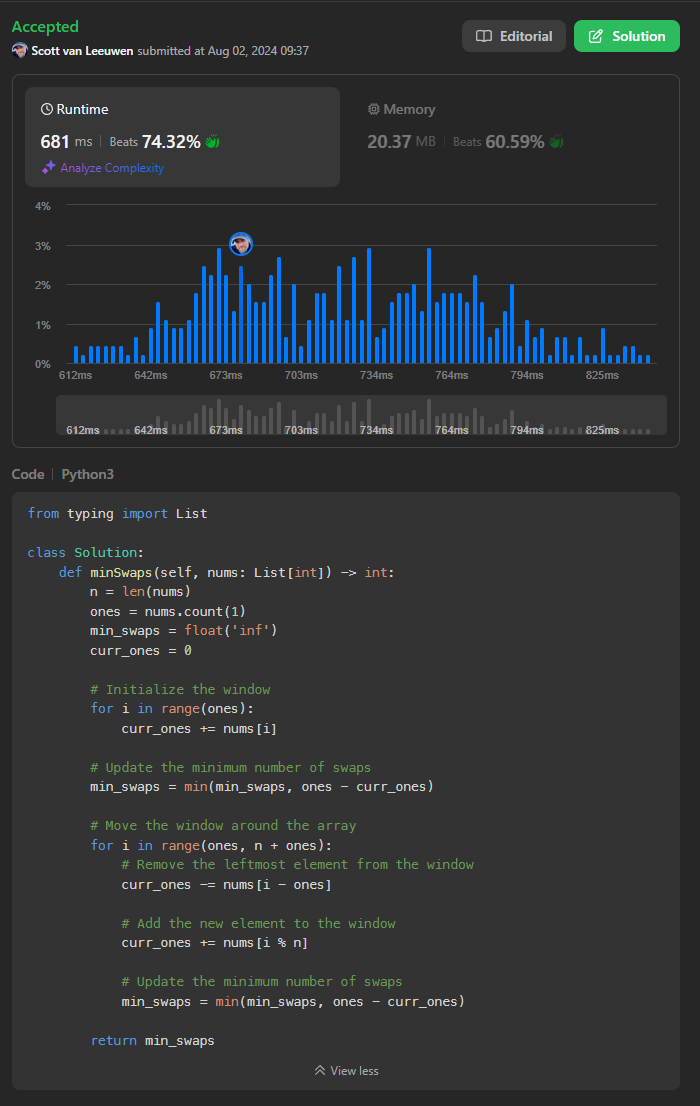 Accepted
Scott van Leeuwen submitted at Aug 02, 2024 09:37
Editorial
Solution
Runtime
681 ms | Beats 74.32%
Analyze Complexity
Memory
20.37 MB | Beats 60.59%
4%
3%
2%
1%
0%
612ms 642ms 673ms 703ms 734ms 764ms 794ms 825ms
612ms 642ms 673ms 703ms 734ms 764ms 794ms 825ms
Code | Python3
from typing import List
class Solution:
    def minSwaps(self, nums: List[int]) -> int:
        n = len(nums)
        ones = nums.count(1)
        min_swaps = float('inf')
        curr_ones = 0
        # Initialize the window
        for i in range(ones):
            curr_ones += nums[i]
        # Update the minimum number of swaps
        min_swaps = min(min_swaps, ones - curr_ones)
        # Move the window around the array
        for i in range(ones, n + ones):
            # Remove the leftmost element from the window
            curr_ones -= nums[i - ones]
            # Add the new element to the window
            curr_ones += nums[i % n]
            # Update the minimum number of swaps
            min_swaps = min(min_swaps, ones - curr_ones)
        return min_swaps
View less